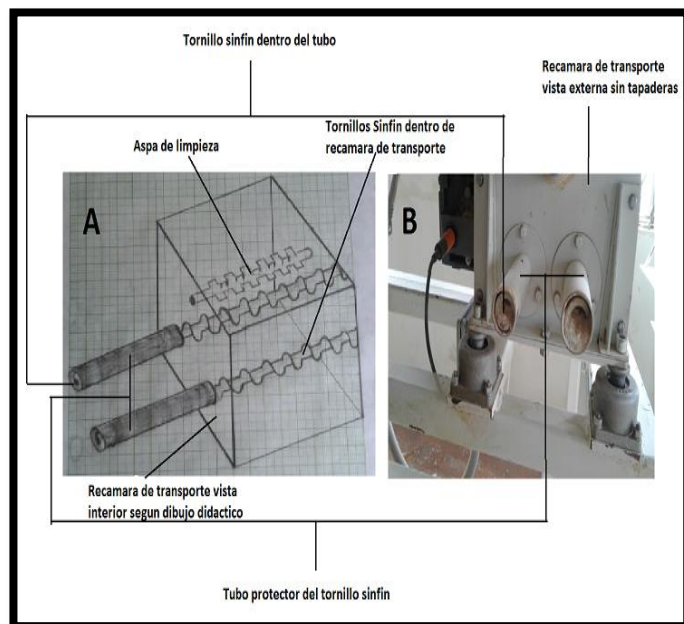 Tornillo sinfin dentro del tubo
Recamara de transporte
vista externa sin tapaderas
Tornillos Sinfin dentro de
recamara de transporte
Aspa de limpieza
A
B
Recamara de transporte vista
interior segun dibujo didactico
Tubo protector del tornillo sinfin